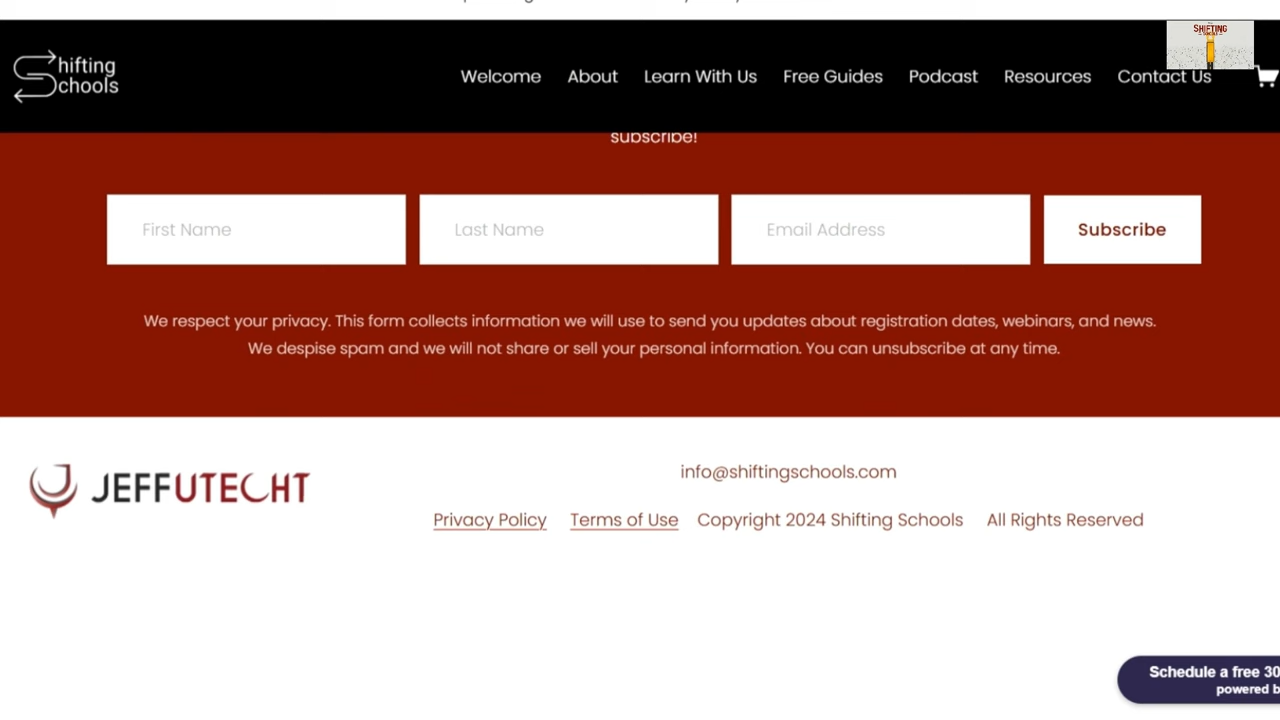 SHIFTING
Shifting
Schools
Welcome About Learn With Us Free Guides Podcast Resources Contact Us
subscribe!
First Name Last Name Email Address Subscribe
We respect your privacy. This form collects information we will use to send you updates about registration dates, webinars, and news.
We despise spam and we will not share or sell your personal information. You can unsubscribe at any time.
JEFFUTECHT
info@shiftingschools.com
Privacy Policy Terms of Use Copyright 2024 Shifting Schools All Rights Reserved
Schedule a free 30
powered b